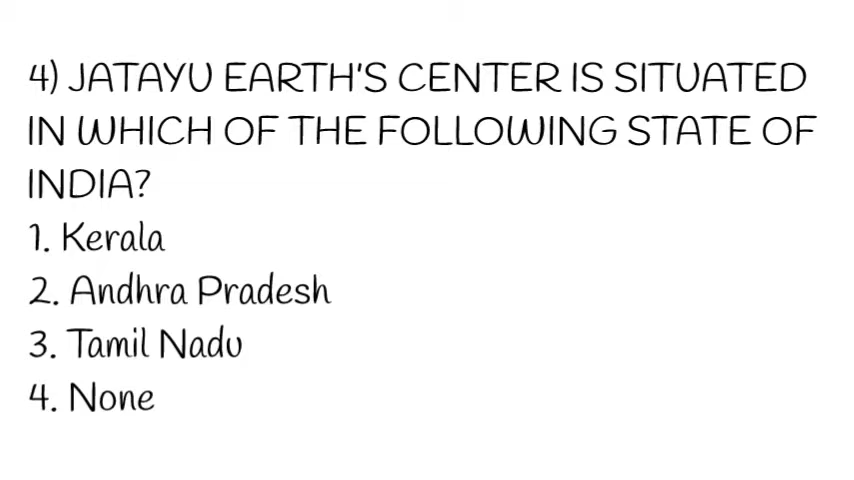 4) JATAYU EARTH'S CENTER IS SITUATED
IN WHICH OF THE FOLLOWING STATE OF
INDIA?
1. Kerala
2. Andhra Pradesh
3. Tamil Nadu
4. None